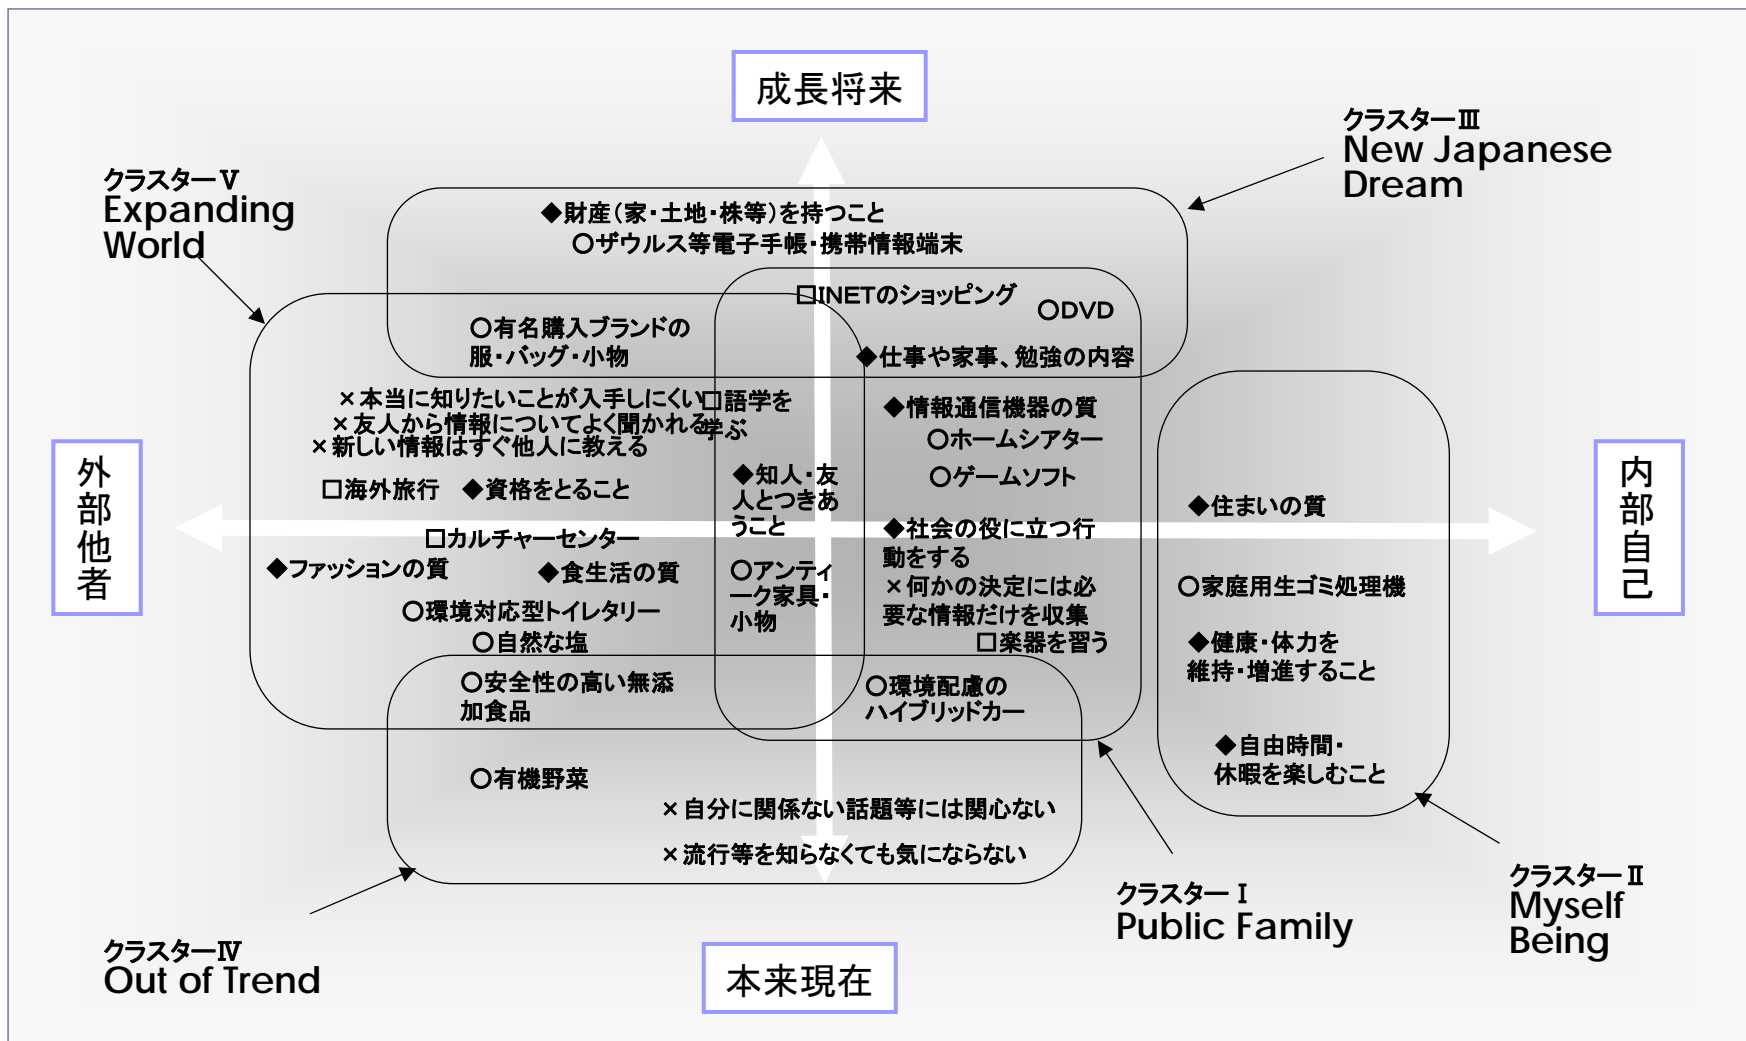 成長将来
クラスターⅢ
New Japanese
Dream
クラスターⅤ
Expanding
World
◆財産（家・土地・株等）を持つこと
○ザウルス等電子手帳・携帯情報端末
□INETのショッピング
○DVD
○有名購入ブランドの
服・バッグ・小物
◆仕事や家事、勉強の内容
×本当に知りたいことが入手しにくい
×友人から情報についてよく聞かれる
×新しい情報はすぐ他人に教える
□語学を
学ぶ
◆情報通信機器の質
○ホームシアター
○ゲームソフト
□海外旅行
◆資格をとること
◆知人・友
人とつきあ
うこと
外部他者
内部自己
◆住まいの質
□カルチャーセンター
◆社会の役に立つ行
動をする
◆ファッションの質
◆食生活の質
○アンティ
ーク家具・
小物
×何かの決定には必
要な情報だけを収集
○家庭用生ゴミ処理機
○環境対応型トイレタリー
○自然な塩
□楽器を習う
◆健康・体力を
維持・増進すること
○安全性の高い無添
加食品
○環境配慮の
ハイブリッドカー
◆自由時間・
休暇を楽しむこと
○有機野菜
×自分に関係ない話題等には関心ない
×流行等を知らなくても気にならない
クラスターⅠ
Public Family
クラスターⅡ
Myself
Being
クラスターⅣ
Out of Trend
本来現在